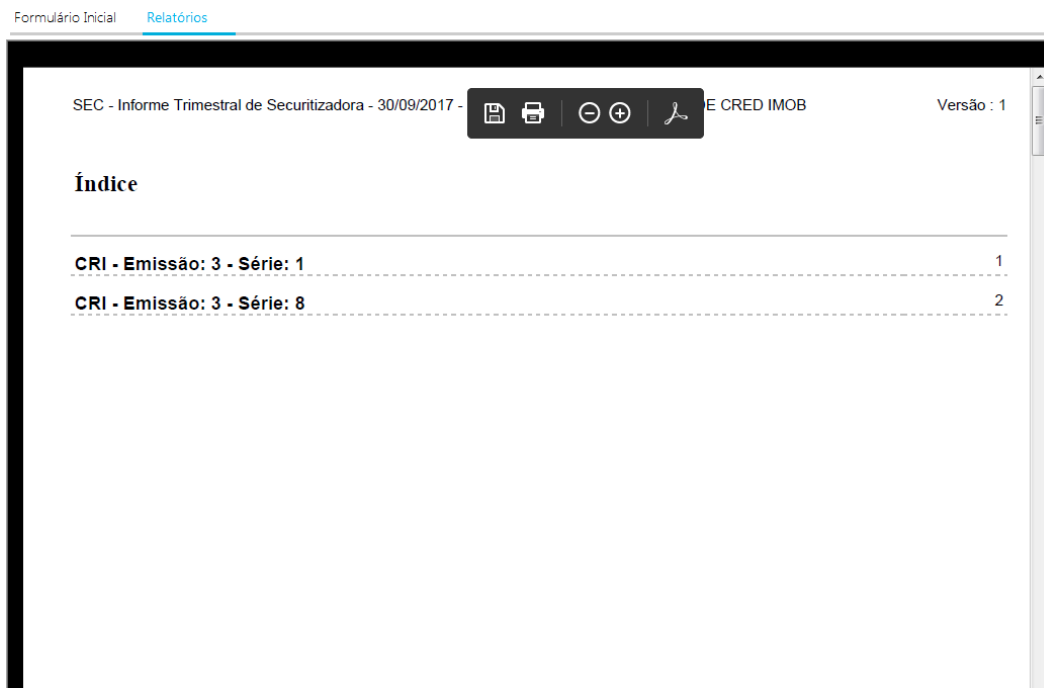 Formulário Inicial Relatórios
SEC - Informe Trimestral de Securitizadora - 30/09/2017 - E CRED IMOB Versão : 1
Índice
CRI - Emissão: 3 - Série: 1 1
CRI - Emissão: 3 - Série: 8 2